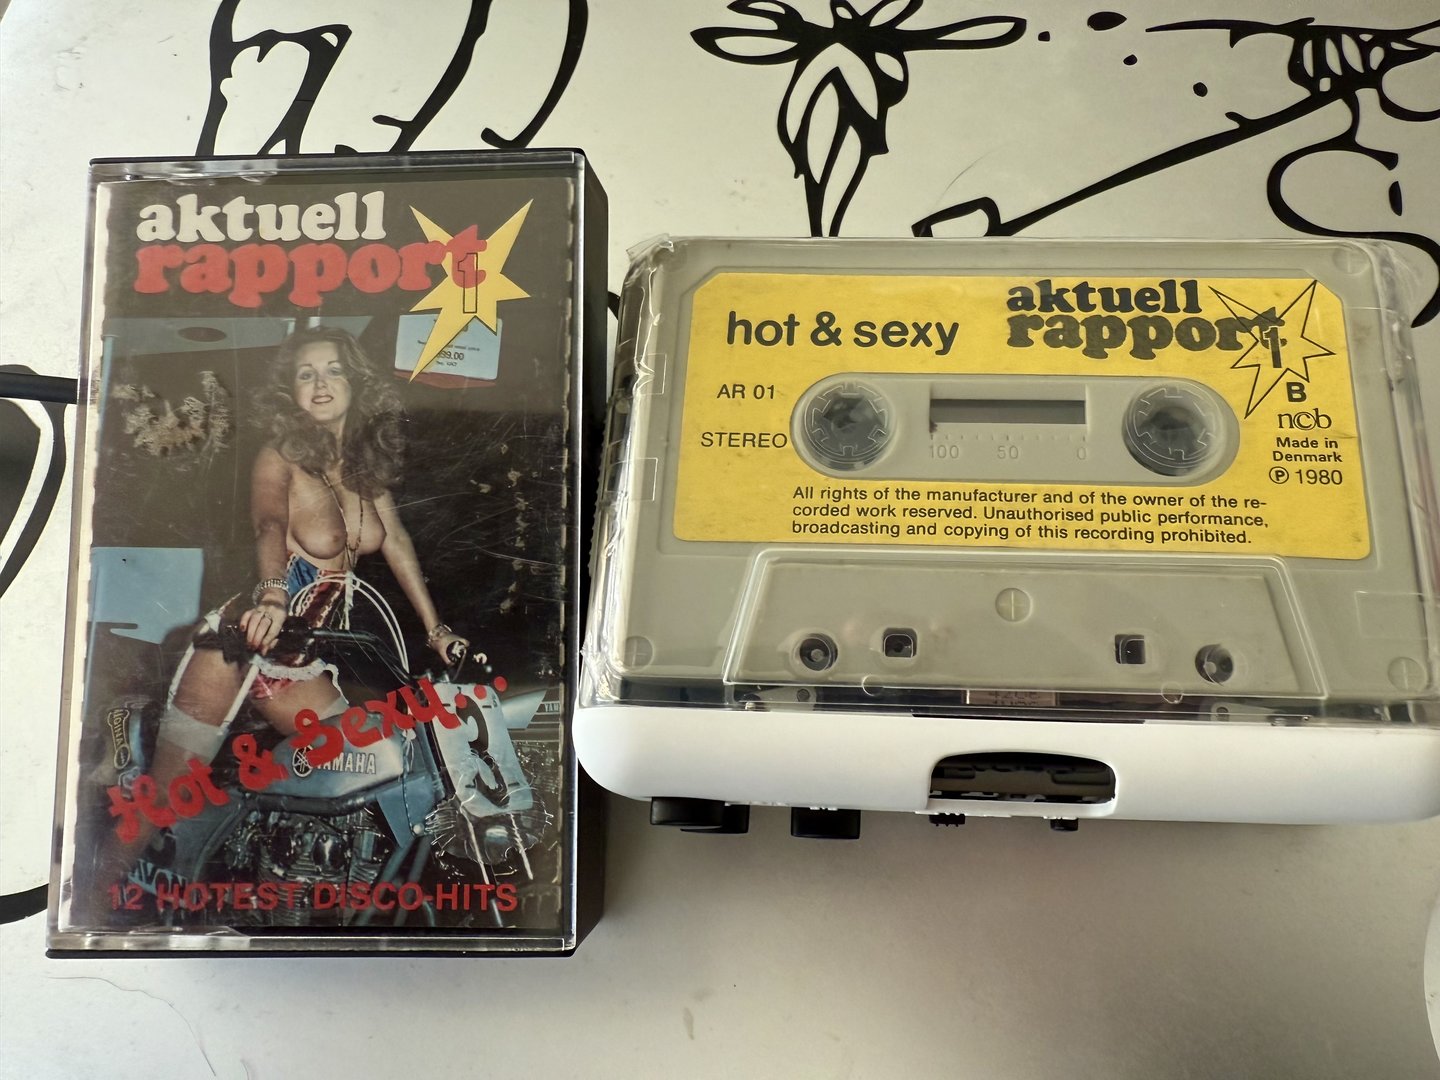 aktuell
rapport
1
Hot & Sexy...
YAMAHA
12 HOTEST DISCO-HITS
hot & sexy
aktuell
rapport
1
B
AR 01
STEREO
100 50 0
ncb
Made in
Denmark
℗ 1980
All rights of the manufacturer and of the owner of the re-
corded work reserved. Unauthorised public performance,
broadcasting and copying of this recording prohibited.